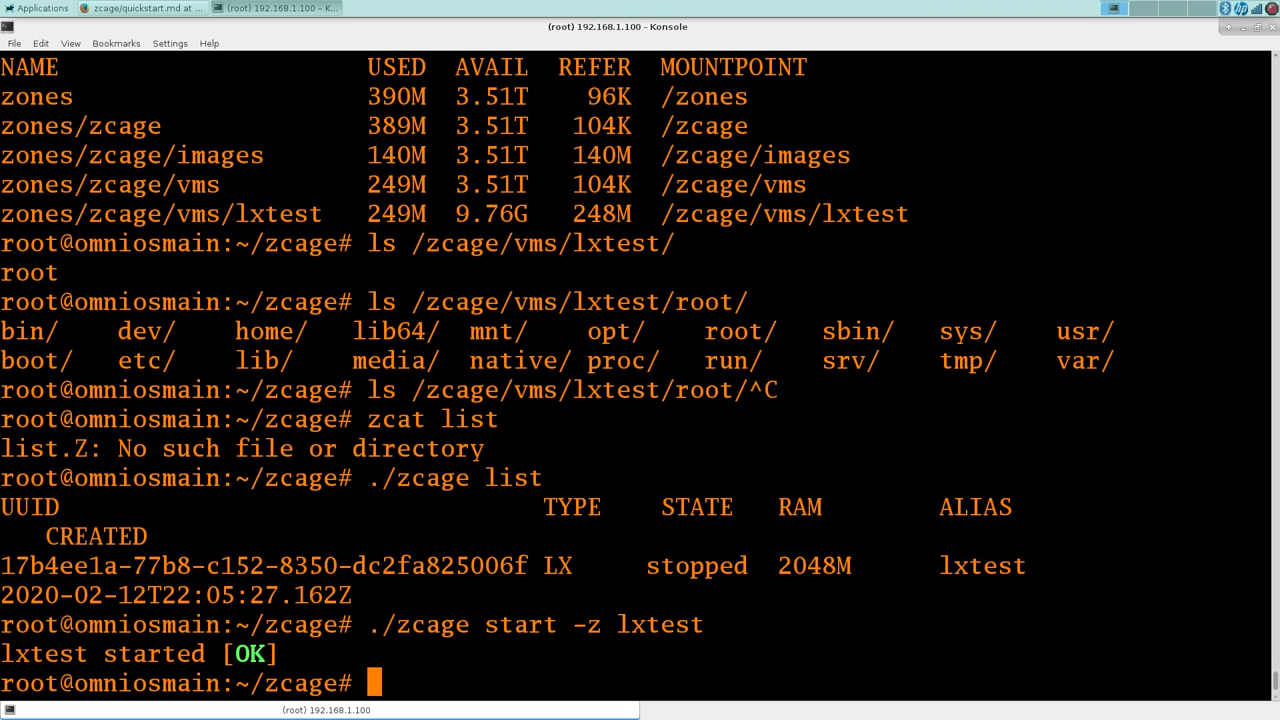 Applications zcage/quickstart.md at ... (root) 192.168.1.100 – K...
(root) 192.168.1.100 – Konsole
File Edit View Bookmarks Settings Help
NAME USED AVAIL REFER MOUNTPOINT
zones 390M 3.51T 96K /zones
zones/zcage 389M 3.51T 104K /zcage
zones/zcage/images 140M 3.51T 140M /zcage/images
zones/zcage/vms 249M 3.51T 104K /zcage/vms
zones/zcage/vms/lxtest 249M 9.76G 248M /zcage/vms/lxtest
root@omniosmain:~/zcage# ls /zcage/vms/lxtest/
root
root@omniosmain:~/zcage# ls /zcage/vms/lxtest/root/
bin/ dev/ home/ lib64/ mnt/ opt/ root/ sbin/ sys/ usr/
boot/ etc/ lib/ media/ native/ proc/ run/ srv/ tmp/ var/
root@omniosmain:~/zcage# ls /zcage/vms/lxtest/root/^C
root@omniosmain:~/zcage# zcat list
list.Z: No such file or directory
root@omniosmain:~/zcage# ./zcage list
UUID TYPE STATE RAM ALIAS
CREATED
17b4ee1a-77b8-c152-8350-dc2fa825006f LX stopped 2048M lxtest
2020-02-12T22:05:27.162Z
root@omniosmain:~/zcage# ./zcage start -z lxtest
lxtest started [OK]
root@omniosmain:~/zcage#
(root) 192.168.1.100